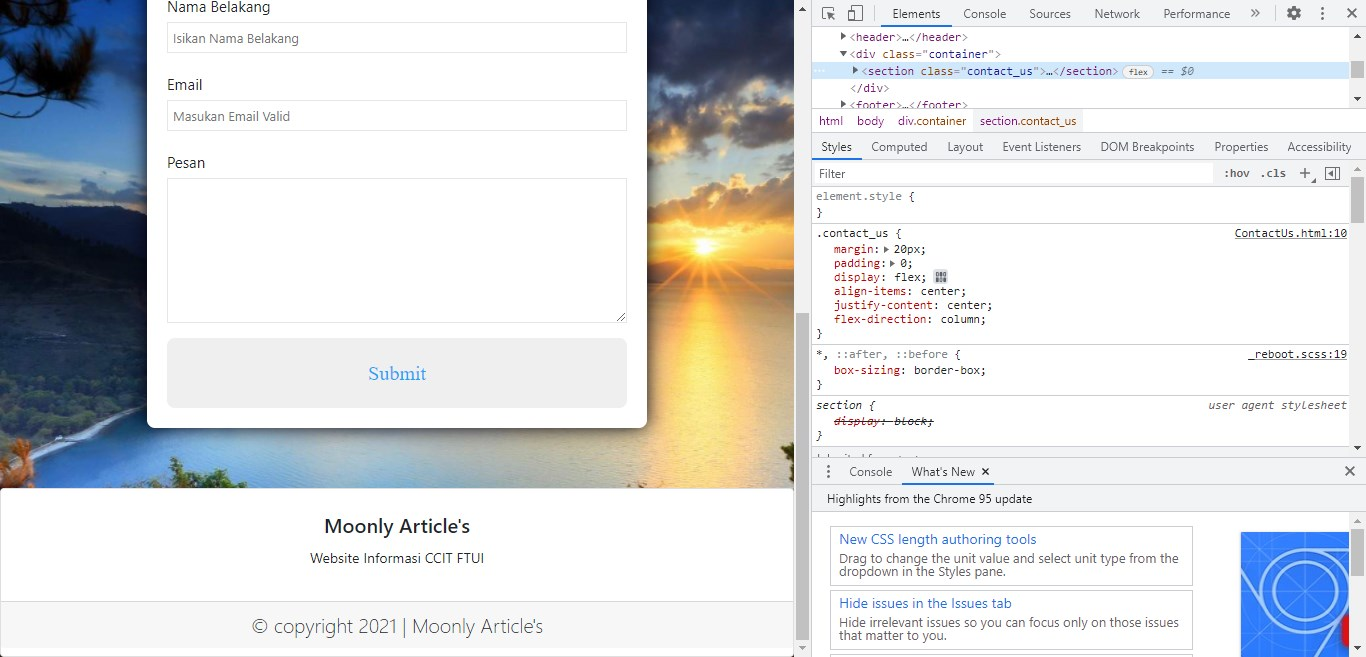 Nama Belakang
Isikan Nama Belakang
Email
Masukan Email Valid
Pesan
Submit
Moonly Article's
Website Informasi CCIT FTUI
© copyright 2021 | Moonly Article's
Elements Console Sources Network Performance »
<header>…</header>
<div class="container">
<section class="contact_us">…</section> flex == $0
</div>
<footer>…</footer>
html body div.container section.contact_us
Styles Computed Layout Event Listeners DOM Breakpoints Properties Accessibility
Filter :hov .cls +
element.style {
}
.contact_us { ContactUs.html:10
margin: 20px;
padding: 0;
display: flex;
align-items: center;
justify-content: center;
flex-direction: column;
}
*, ::after, ::before { _reboot.scss:19
box-sizing: border-box;
}
section { user agent stylesheet
display: block;
}
Console What's New ×
Highlights from the Chrome 95 update
New CSS length authoring tools
Drag to change the unit value and select unit type from the
dropdown in the Styles pane.
Hide issues in the Issues tab
Hide irrelevant issues so you can focus only on those issues
that matter to you.